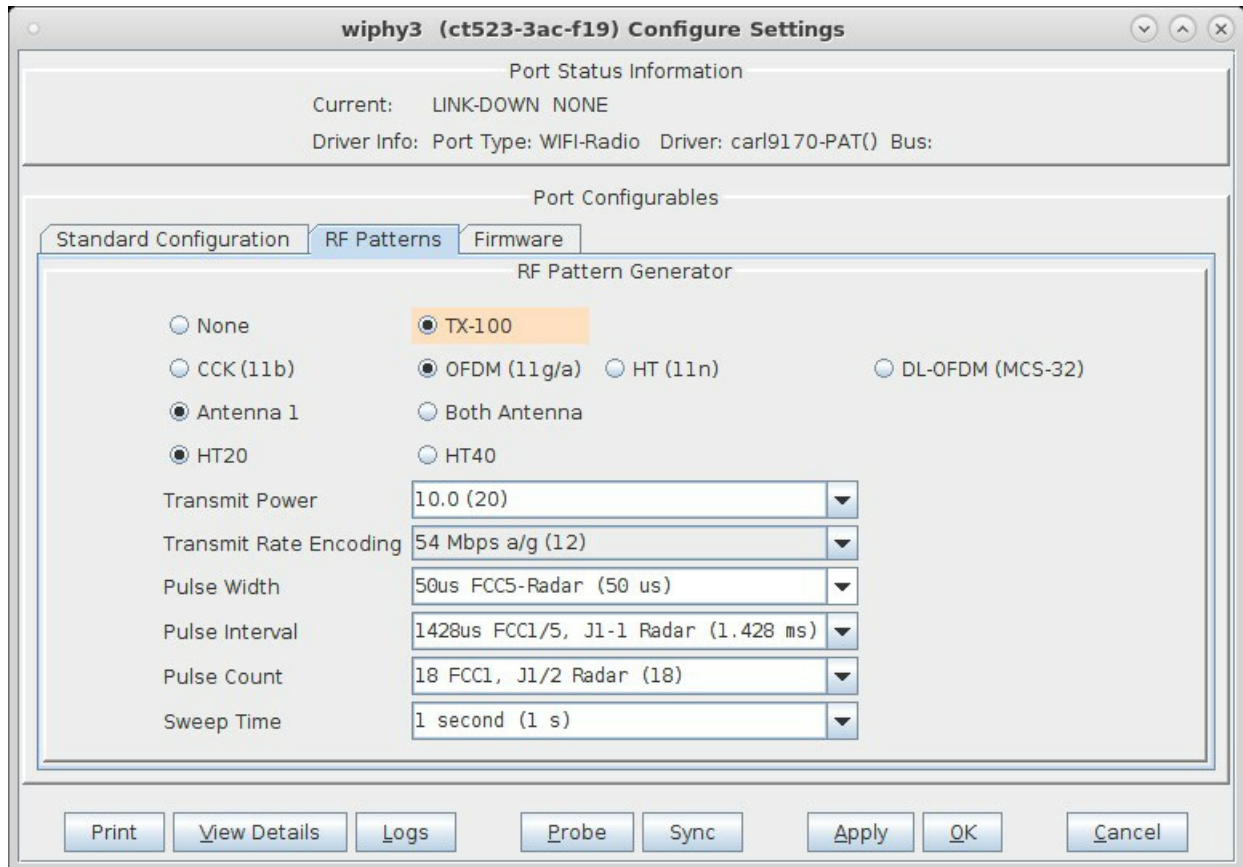 wiphy3 (ct523-3ac-f19) Configure Settings
Port Status Information
Current: LINK-DOWN NONE
Driver Info: Port Type: WIFI-Radio Driver: carl9170-PAT() Bus:
Port Configurables
Standard Configuration RF Patterns Firmware
RF Pattern Generator
None TX-100
CCK (11b) OFDM (11g/a) HT (11n) DL-OFDM (MCS-32)
Antenna 1 Both Antenna
HT20 HT40
Transmit Power 10.0 (20)
Transmit Rate Encoding 54 Mbps a/g (12)
Pulse Width 50us FCC5-Radar (50 us)
Pulse Interval 1428us FCC1/5, J1-1 Radar (1.428 ms)
Pulse Count 18 FCC1, J1/2 Radar (18)
Sweep Time 1 second (1 s)
Print View Details Logs Probe Sync Apply OK Cancel